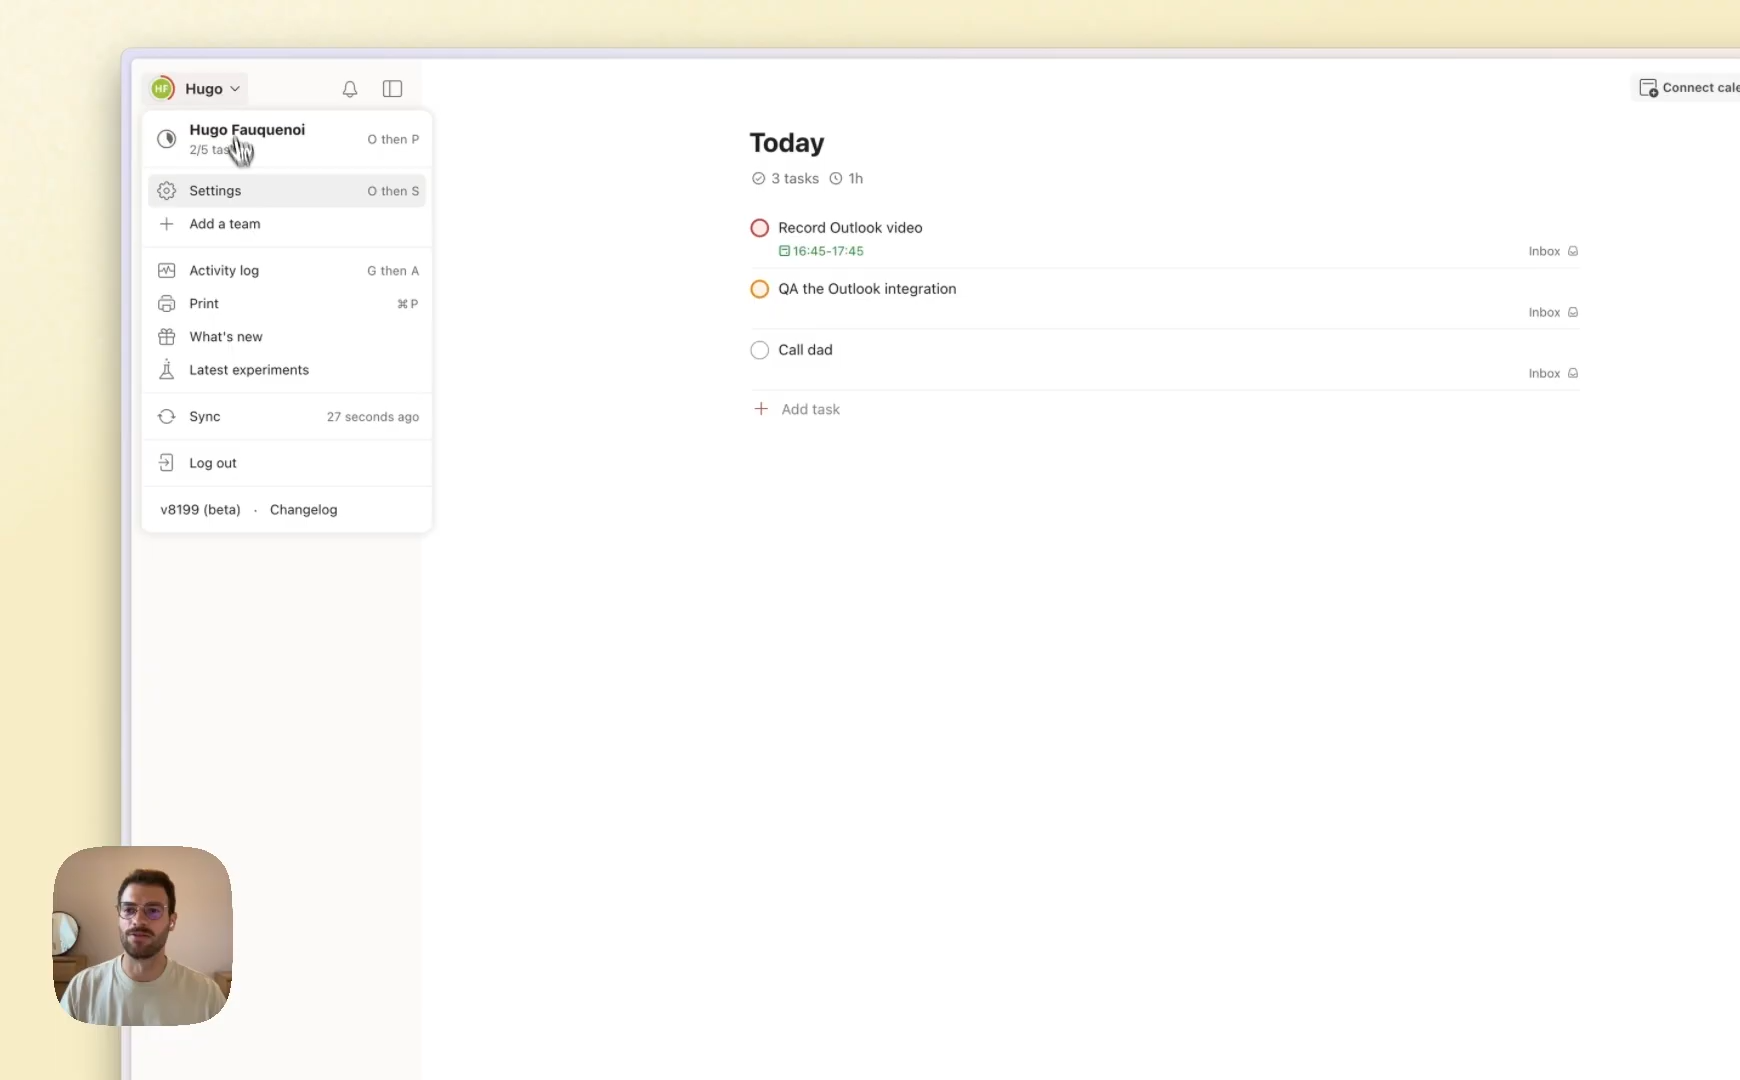 HF Hugo
Hugo Fauquenoi
O then P
2/5
Settings
O then S
Add a team
Activity log
G then A
Print
⌘ P
What's new
Latest experiments
Sync
27 seconds ago
Log out
v8199 (beta) · Changelog
Connect
Today
3 tasks 1h
Record Outlook video
16:45-17:45
Inbox
QA the Outlook integration
Inbox
Call dad
Inbox
Add task